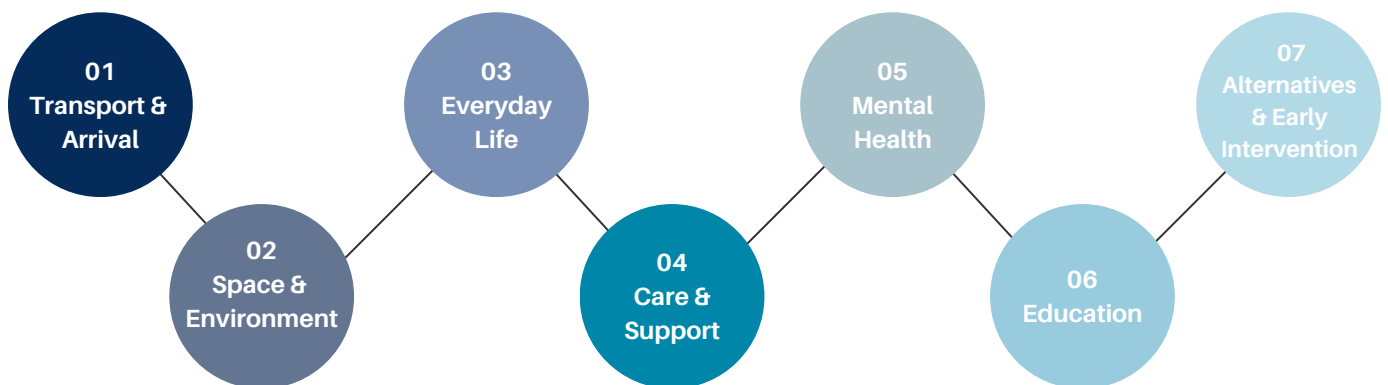 01
Transport &
Arrival
02
Space &
Environment
03
Everyday
Life
04
Care &
Support
05
Mental
Health
06
Education
07
Alternatives
& Early
Intervention